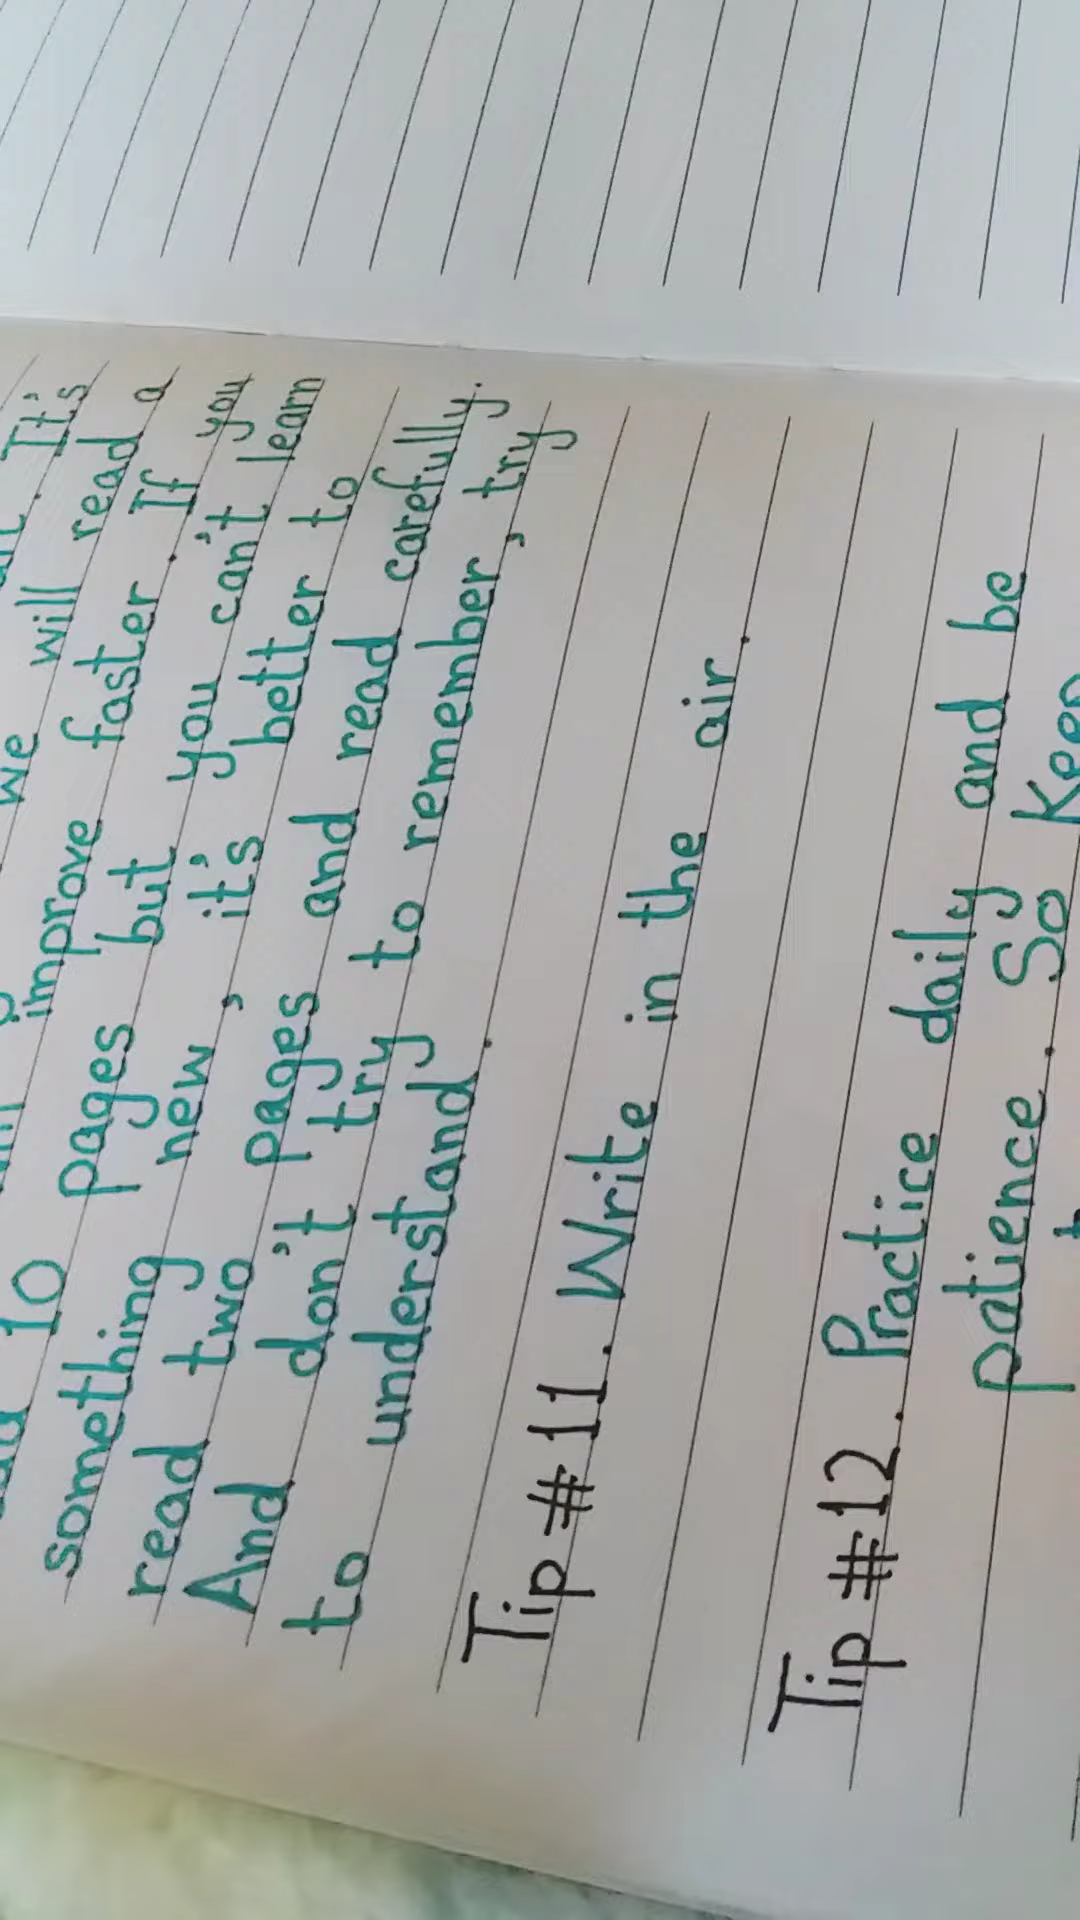 It's
we will read a
improve faster. If you
10 pages but you can't learn
something new, it's better to
read two pages and read carefully.
And don't try to remember, try
to understand.
Tip #11. Write in the air.
Tip #12. Practice daily and be
patience. So Keep